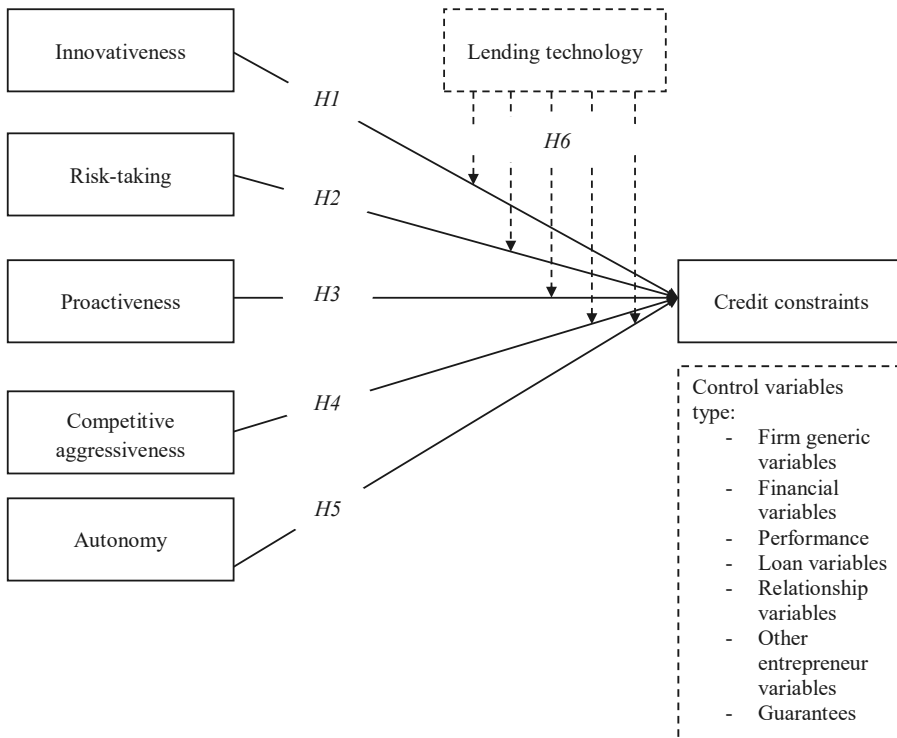 Innovativeness
Lending technology
H1
H6
Risk-taking
H2
Proactiveness
H3
Credit constraints
Competitive
aggressiveness
H4
Autonomy
H5
Control variables
type:
- Firm generic
variables
- Financial
variables
- Performance
- Loan variables
- Relationship
variables
- Other
entrepreneur
variables
- Guarantees